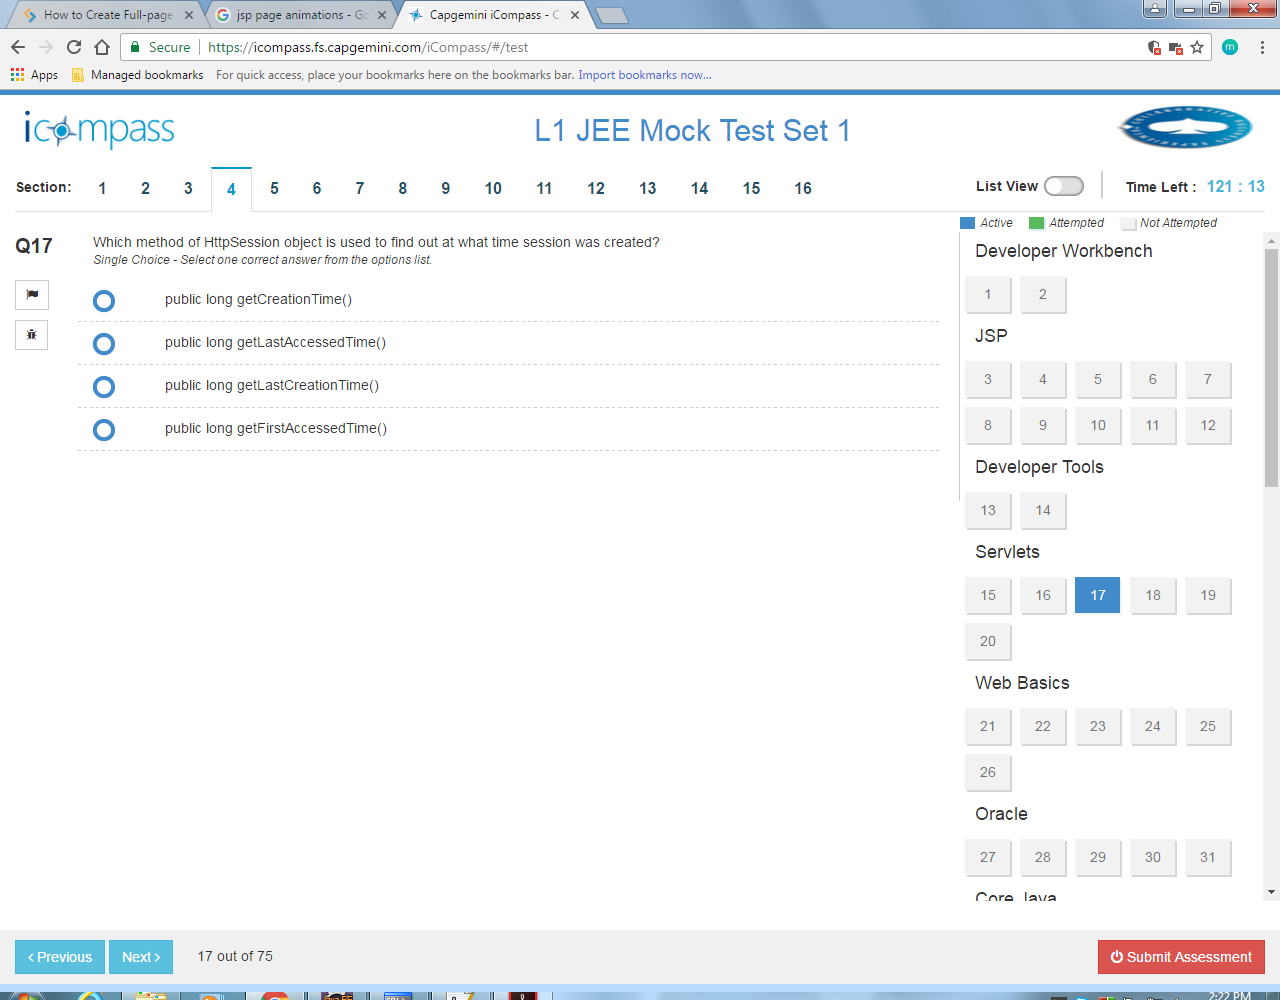 How to Create Full-page
jsp page animations - Go
Capgemini iCompass - C
Secure https://icompass.fs.capgemini.com/iCompass/#/test
m
Apps Managed bookmarks For quick access, place your bookmarks here on the bookmarks bar. Import bookmarks now...
icompass
L1 JEE Mock Test Set 1
Section: 1 2 3 4 5 6 7 8 9 10 11 12 13 14 15 16
List View Time Left : 121 : 13
Active Attempted Not Attempted
Q17
Which method of HttpSession object is used to find out at what time session was created?
Single Choice - Select one correct answer from the options list.
public long getCreationTime()
public long getLastAccessedTime()
public long getLastCreationTime()
public long getFirstAccessedTime()
Developer Workbench
1 2
JSP
3 4 5 6 7
8 9 10 11 12
Developer Tools
13 14
Servlets
15 16 17 18 19
20
Web Basics
21 22 23 24 25
26
Oracle
27 28 29 30 31
Core Java
Previous Next 17 out of 75
Submit Assessment
2:22 PM